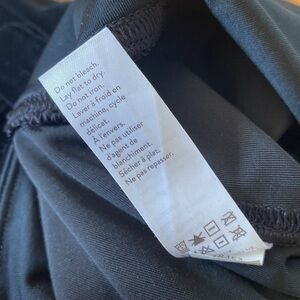 Do not bleach.
Lay flat to dry.
Do not iron.
Laver à froid en
machine, cycle
délicat.
À l'envers.
Ne pas utiliser
d'agent de
blanchiment.
Sécher à plat.
Ne pas repasser.